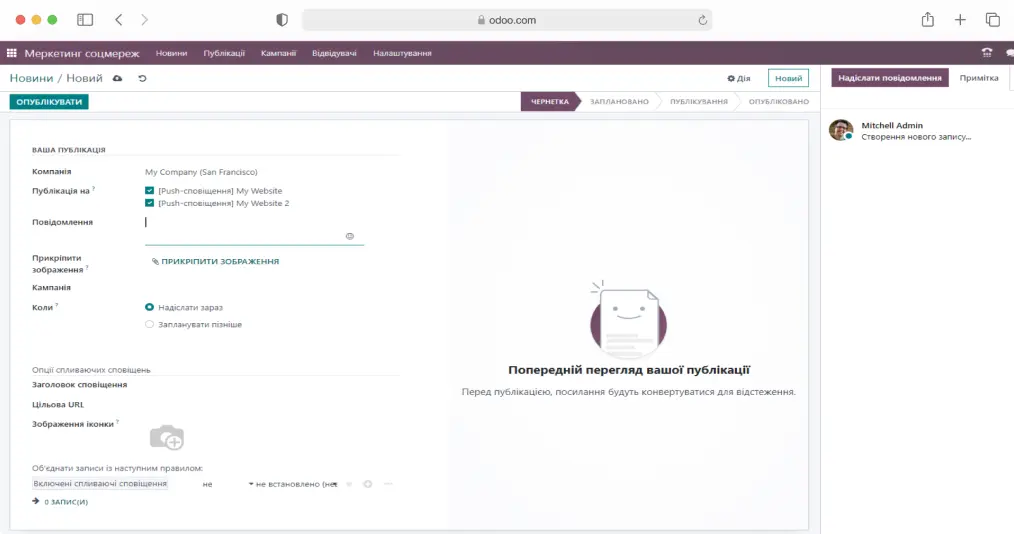 odoo.com
Меркетинг соцмереж Новини Публікації Кампанії Відвідувачі Налаштування
Новини / Новий Дія Новий
Надіслати повідомлення Примітка
ОПУБЛІКУВАТИ ЧЕРНЕТКА ЗАПЛАНОВАНО ПУБЛІКУВАННЯ ОПУБЛІКОВАНО
Mitchell Admin
Створення нового запису...
ВАША ПУБЛІКАЦІЯ
Компанія My Company (San Francisco)
Публікація на ? [Push-сповіщення] My Website
[Push-сповіщення] My Website 2
Повідомлення
Прикріпити
зображення ? ПРИКРІПИТИ ЗОБРАЖЕННЯ
Кампанія
Коли ? Надіслати зараз
Запланувати пізніше
Попередній перегляд вашої публікації
Перед публікацією, посилання будуть конвертуватися для відстеження.
Опції спливаючих сповіщень
Заголовок сповіщення
Цільова URL
Зображення іконки ?
Об'єднати записи із наступним правилом:
Включені спливаючі сповіщення не не встановлено
0 ЗАПИС(И)